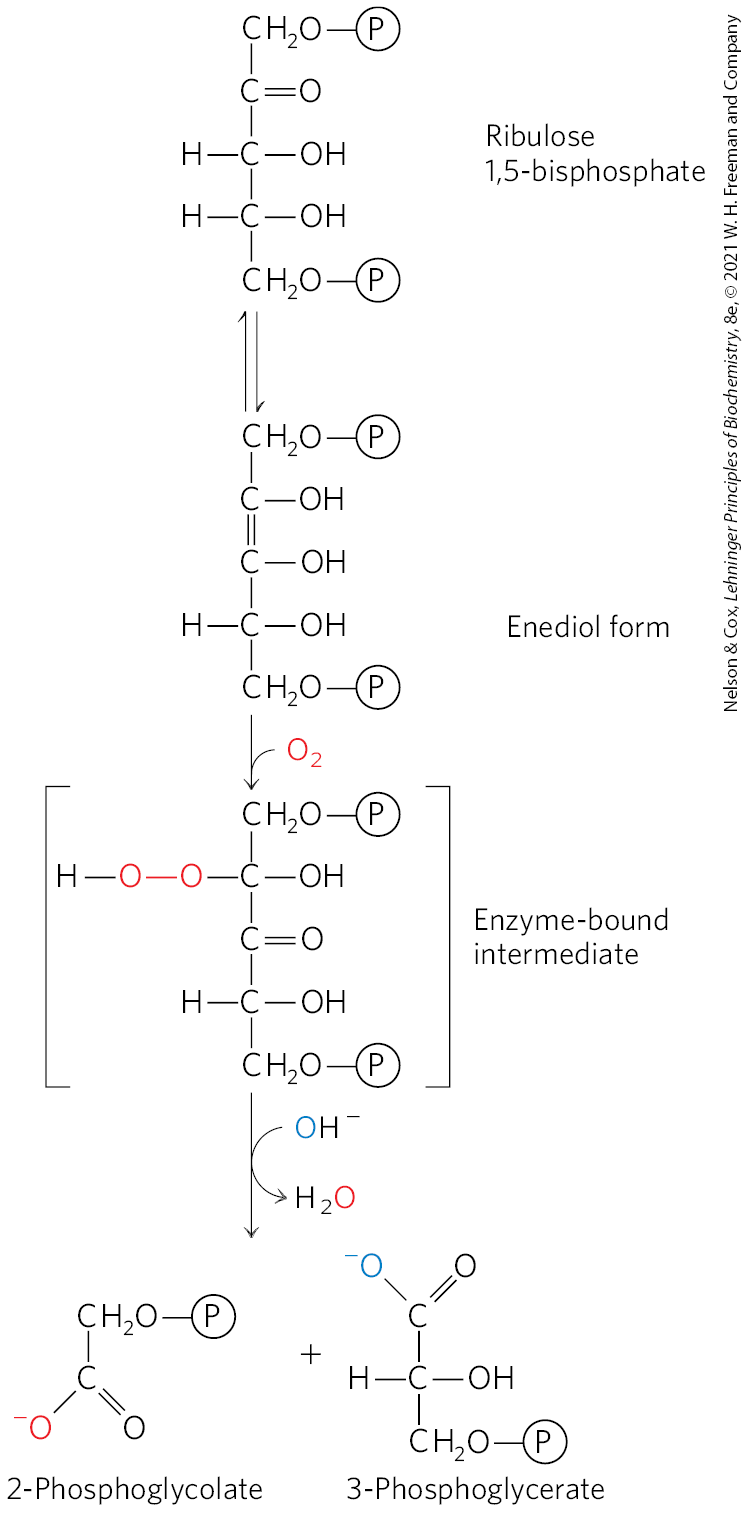 CH₂O—P
C=O
H—C—OH
H—C—OH
CH₂O—P
Ribulose
1,5-bisphosphate
CH₂O—P
C—OH
C—OH
H—C—OH
CH₂O—P
Enediol form
O₂
CH₂O—P
H—O—O—C—OH
C=O
H—C—OH
CH₂O—P
Enzyme-bound
intermediate
OH⁻
H₂O
CH₂O—P
C
⁻O O
2-Phosphoglycolate
+
⁻O O
C
H—C—OH
CH₂O—P
3-Phosphoglycerate
Nelson & Cox, Lehninger Principles of Biochemistry, 8e, © 2021 W. H. Freeman and Company